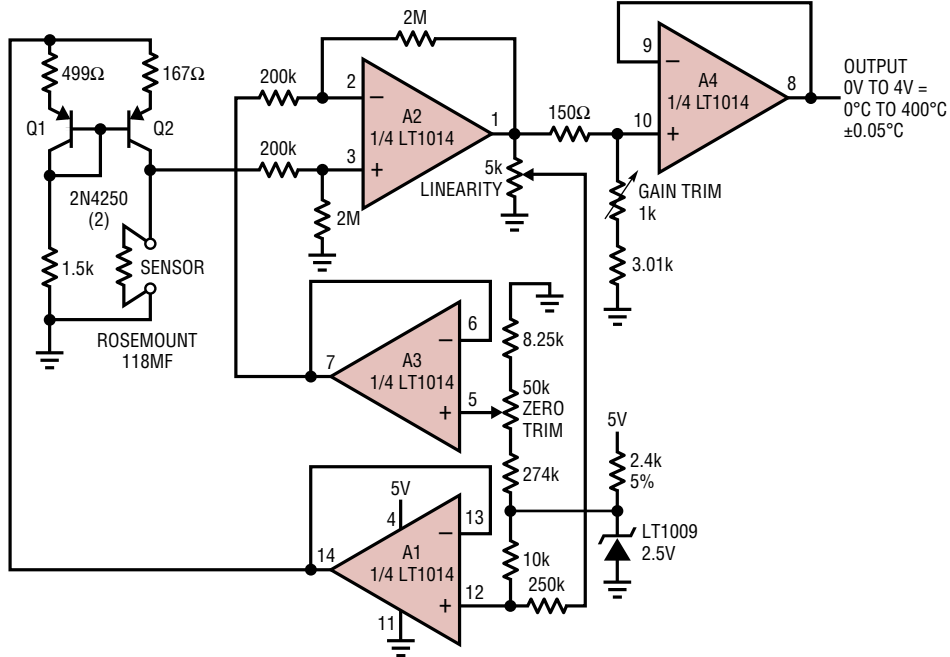 499Ω
167Ω
Q1
Q2
2N4250
(2)
1.5k
SENSOR
ROSEMOUNT
118MF
200k
200k
2M
2
3
A2
1/4 LT1014
1
2M
150Ω
5k
LINEARITY
9
10
A4
1/4 LT1014
8
OUTPUT
0V TO 4V =
0°C TO 400°C
±0.05°C
GAIN TRIM
1k
3.01k
6
7
A3
1/4 LT1014
5
8.25k
50k
ZERO
TRIM
274k
5V
2.4k
5%
LT1009
2.5V
5V
4
13
14
A1
1/4 LT1014
12
11
10k
250k